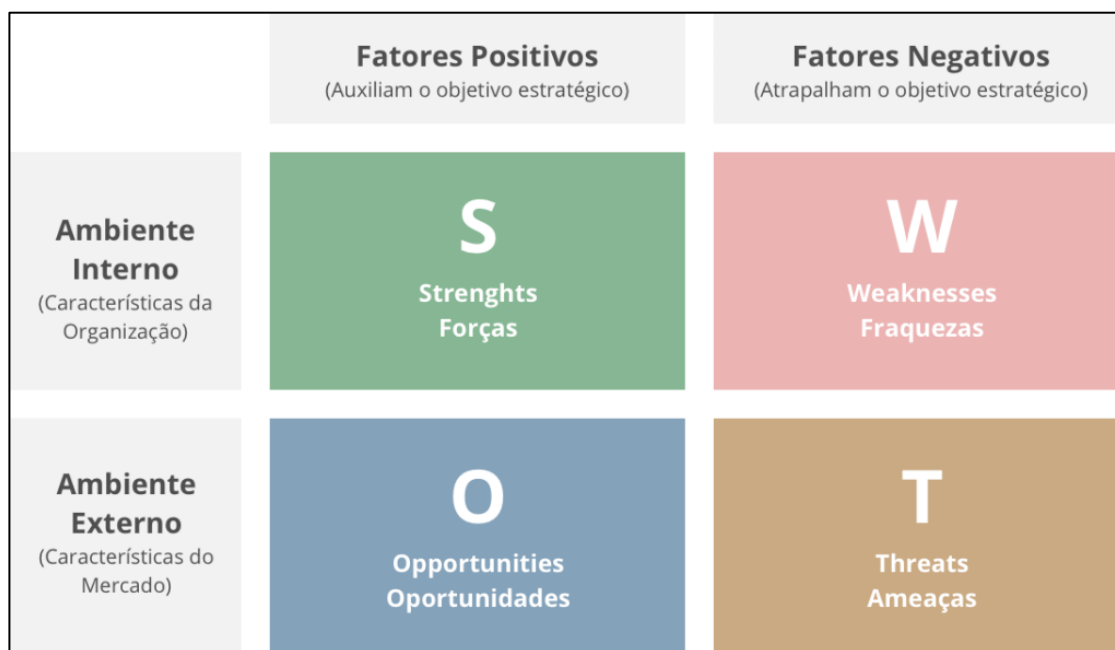 Fatores Positivos
(Auxiliam o objetivo estratégico)
Fatores Negativos
(Atrapalham o objetivo estratégico)
Ambiente
Interno
(Características da
Organização)
S
Strenghts
Forças
W
Weaknesses
Fraquezas
Ambiente
Externo
(Características do
Mercado)
O
Opportunities
Oportunidades
T
Threats
Ameaças